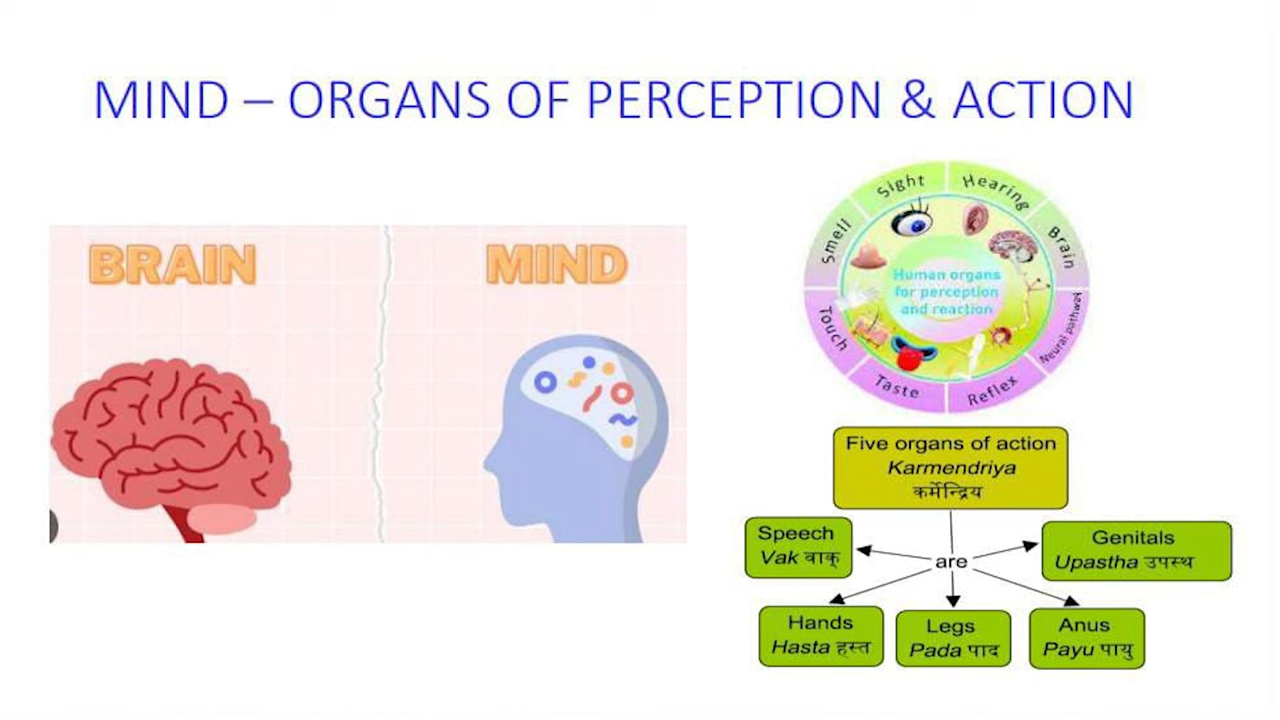 MIND – ORGANS OF PERCEPTION & ACTION
BRAIN
MIND
Sight
Hearing
Brain
Neural pathway
Reflex
Taste
Touch
Smell
Human organs
for perception
and reaction
Five organs of action
Karmendriya
कर्मेन्द्रिय
are
Speech
Vak वाक्
Genitals
Upastha उपस्थ
Hands
Hasta हस्त
Legs
Pada पाद
Anus
Payu पायु